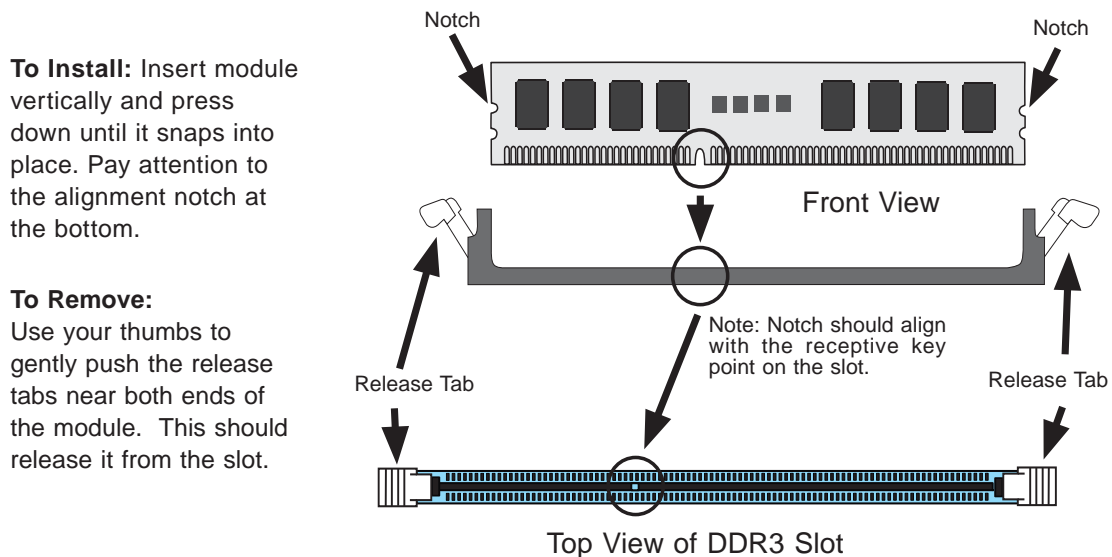 To Install: Insert module
vertically and press
down until it snaps into
place. Pay attention to
the alignment notch at
the bottom.
To Remove:
Use your thumbs to
gently push the release
tabs near both ends of
the module. This should
release it from the slot.
Notch
Notch
Front View
Note: Notch should align
with the receptive key
point on the slot.
Release Tab
Release Tab
Top View of DDR3 Slot